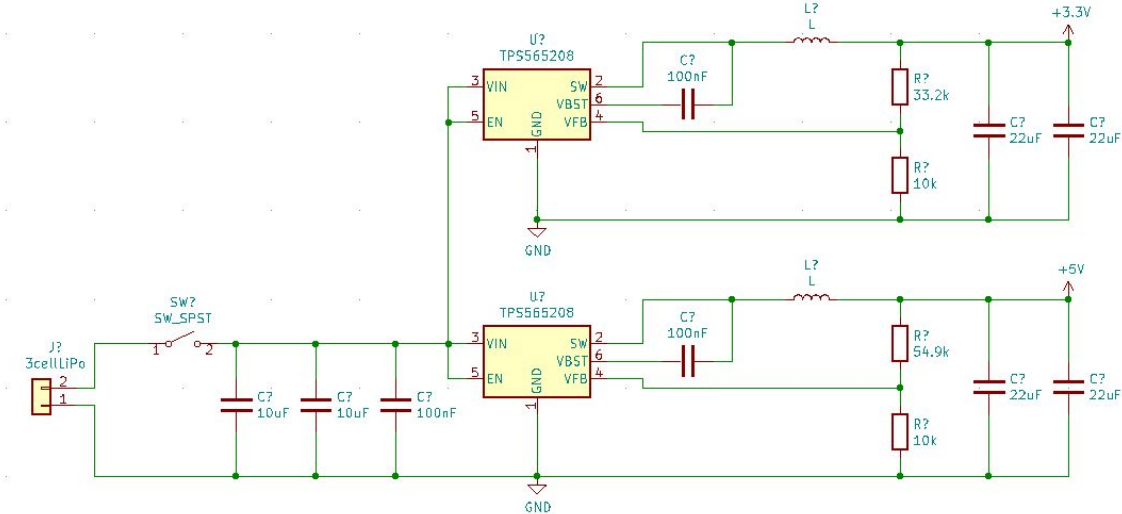 L?
L
+3.3V
U?
TPS565208
C?
100nF
3
VIN
SW
2
R?
33.2k
VBST
6
5
EN
VFB
4
GND
1
C?
22uF
C?
22uF
R?
10k
GND
L?
L
+5V
U?
TPS565208
SW?
SW_SPST
C?
100nF
1
2
3
VIN
SW
2
R?
54.9k
J?
3cellLiPo
VBST
6
5
EN
VFB
4
2
1
GND
1
C?
10uF
C?
10uF
C?
100nF
C?
22uF
C?
22uF
R?
10k
GND